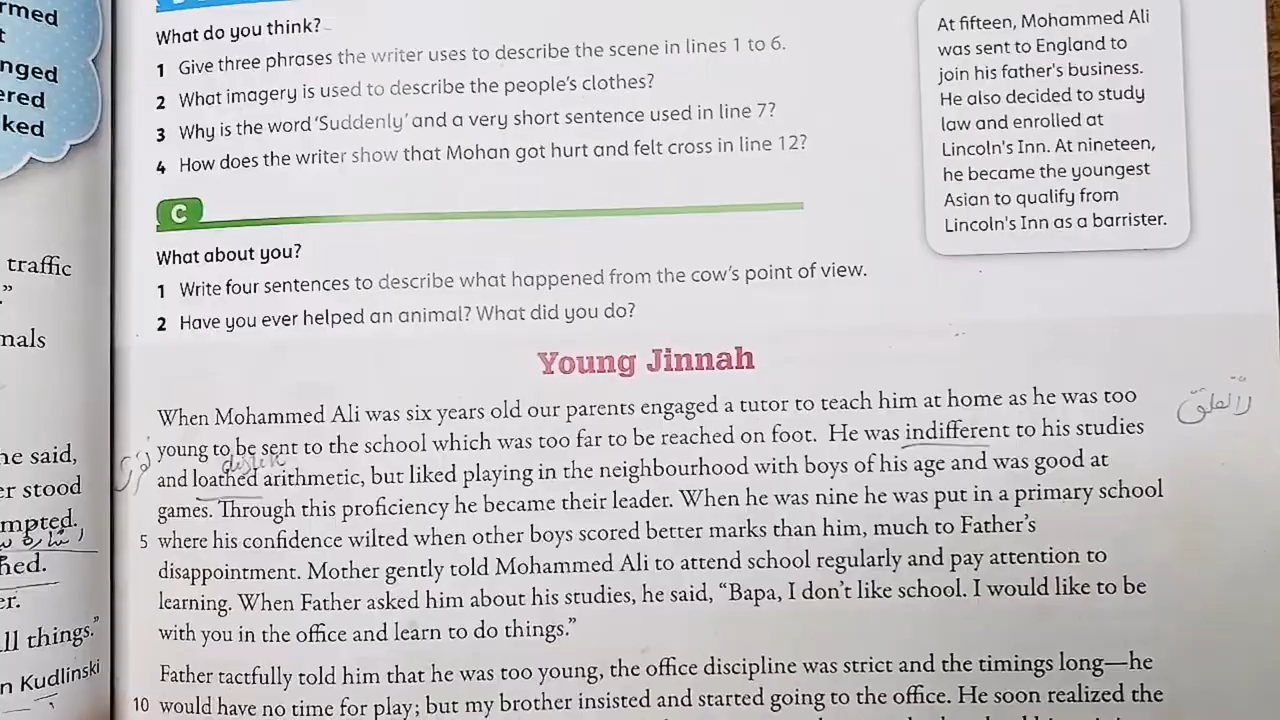 rmed
t
nged
ered
ked
traffic
.”
mals
he said,
er stood
mpted.
hed.
er.
ll things.”
n Kudlinski
What do you think?
1 Give three phrases the writer uses to describe the scene in lines 1 to 6.
2 What imagery is used to describe the people’s clothes?
3 Why is the word ‘Suddenly’ and a very short sentence used in line 7?
4 How does the writer show that Mohan got hurt and felt cross in line 12?
C
What about you?
1 Write four sentences to describe what happened from the cow’s point of view.
2 Have you ever helped an animal? What did you do?
At fifteen, Mohammed Ali
was sent to England to
join his father's business.
He also decided to study
law and enrolled at
Lincoln's Inn. At nineteen,
he became the youngest
Asian to qualify from
Lincoln's Inn as a barrister.
Young Jinnah
When Mohammed Ali was six years old our parents engaged a tutor to teach him at home as he was too
young to be sent to the school which was too far to be reached on foot. He was indifferent to his studies
لاتعلق
dislik
and loathed arithmetic, but liked playing in the neighbourhood with boys of his age and was good at
games. Through this proficiency he became their leader. When he was nine he was put in a primary school
5 where his confidence wilted when other boys scored better marks than him, much to Father’s
disappointment. Mother gently told Mohammed Ali to attend school regularly and pay attention to
learning. When Father asked him about his studies, he said, “Bapa, I don’t like school. I would like to be
with you in the office and learn to do things.”
Father tactfully told him that he was too young, the office discipline was strict and the timings long—he
10 would have no time for play; but my brother insisted and started going to the office. He soon realized the